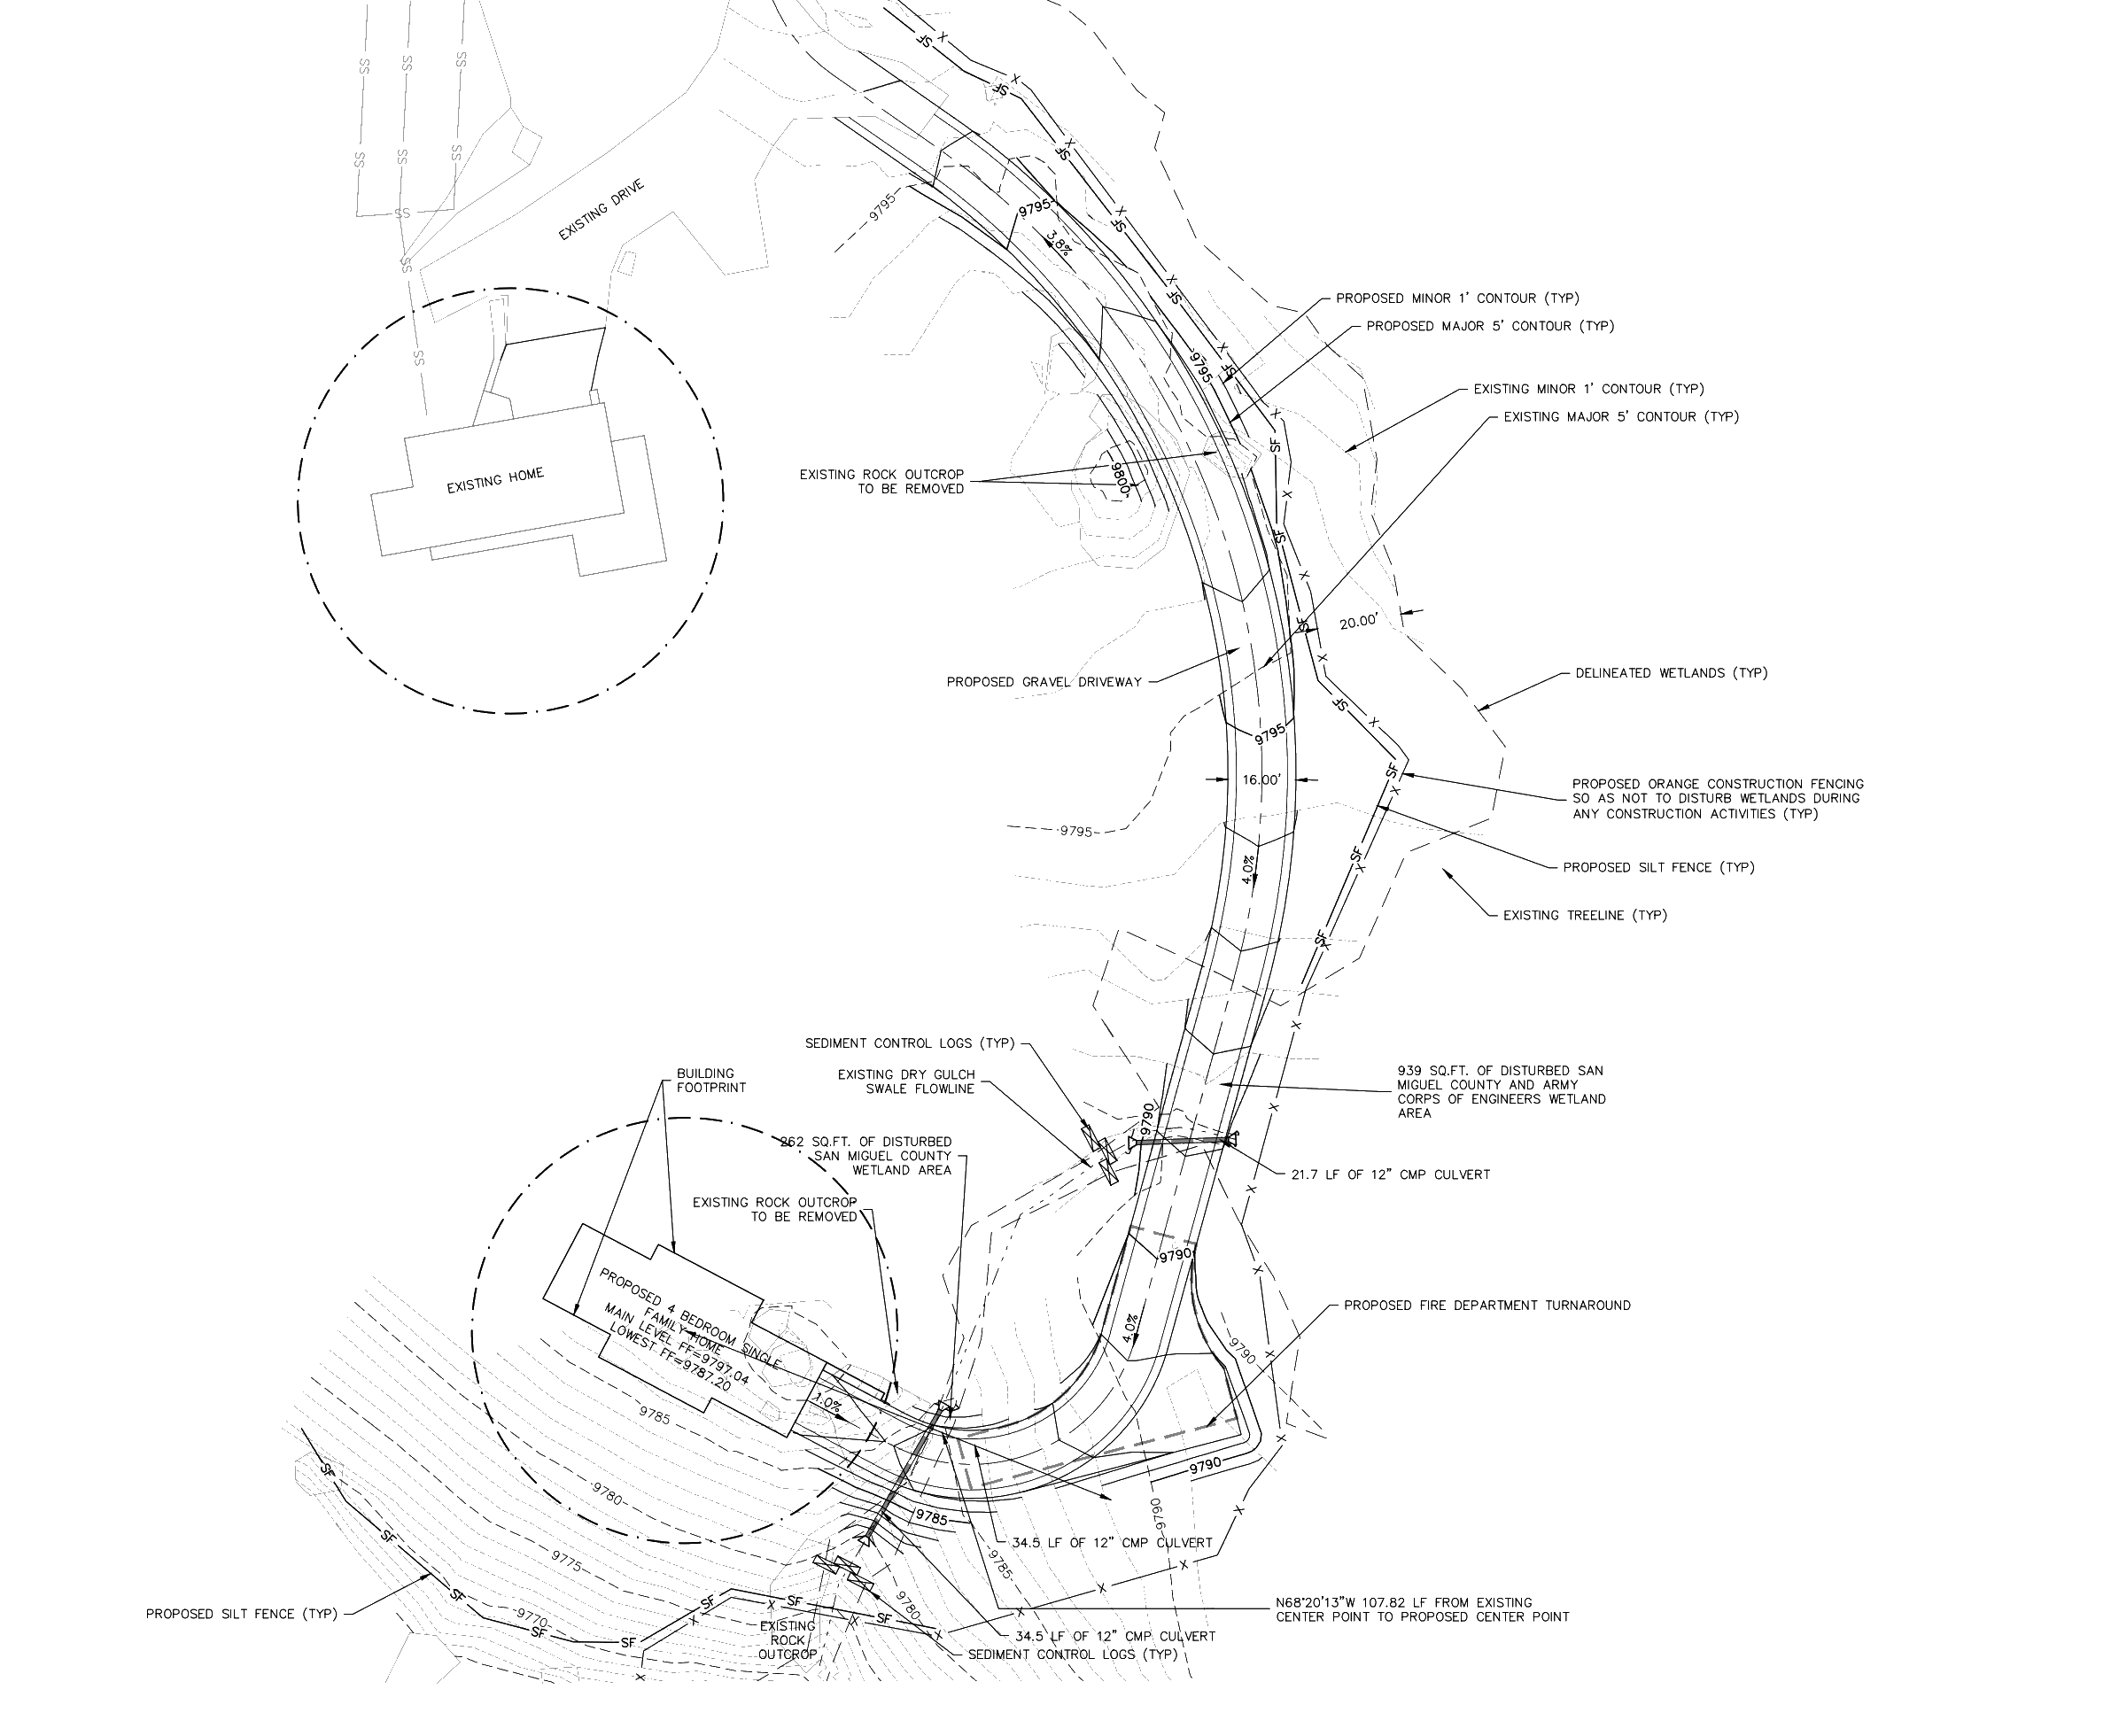 SS
SS
SS
SS
SS
SS
SS
SS
SS
EXISTING DRIVE
EXISTING HOME
SF
X
X
SF
X
SF
X
SF
X
SF
X
SF
X
SF
X
SF
X
SF
X
SF
X
X
SF
X
SF
X
SF
X
X
X
X
X
X
X
X
X
X
X
X
9795
9795
3.8%
9795
9800
PROPOSED MINOR 1' CONTOUR (TYP)
PROPOSED MAJOR 5' CONTOUR (TYP)
EXISTING MINOR 1' CONTOUR (TYP)
EXISTING MAJOR 5' CONTOUR (TYP)
EXISTING ROCK OUTCROP
TO BE REMOVED
20.00'
PROPOSED GRAVEL DRIVEWAY
DELINEATED WETLANDS (TYP)
9795
16.00'
PROPOSED ORANGE CONSTRUCTION FENCING
SO AS NOT TO DISTURB WETLANDS DURING
ANY CONSTRUCTION ACTIVITIES (TYP)
9795
4.0%
PROPOSED SILT FENCE (TYP)
EXISTING TREELINE (TYP)
SEDIMENT CONTROL LOGS (TYP)
EXISTING DRY GULCH
SWALE FLOWLINE
BUILDING
FOOTPRINT
939 SQ.FT. OF DISTURBED SAN
MIGUEL COUNTY AND ARMY
CORPS OF ENGINEERS WETLAND
AREA
9790
262 SQ.FT. OF DISTURBED
SAN MIGUEL COUNTY
WETLAND AREA
21.7 LF OF 12" CMP CULVERT
EXISTING ROCK OUTCROP
TO BE REMOVED
9790
PROPOSED 4 BEDROOM SINGLE
FAMILY HOME
MAIN LEVEL FF=9797.04
LOWEST FF=9787.20
PROPOSED FIRE DEPARTMENT TURNAROUND
4.0%
9790
1.0%
9785
9790
9780
9785
9790
34.5 LF OF 12" CMP CULVERT
9775
9785
9780
9770
N68°20'13"W 107.82 LF FROM EXISTING
CENTER POINT TO PROPOSED CENTER POINT
PROPOSED SILT FENCE (TYP)
SF
SF
SF
SF
SF
SF
SF
SF
X
X
X
X
X
EXISTING
ROCK
OUTCROP
34.5 LF OF 12" CMP CULVERT
SEDIMENT CONTROL LOGS (TYP)